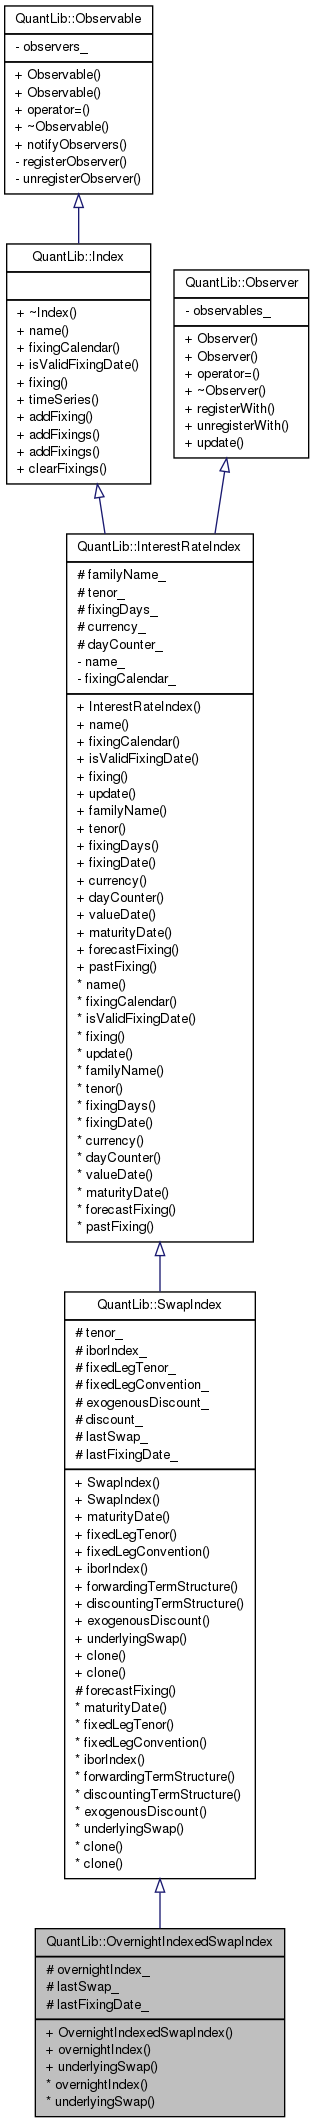 QuantLib::Observable
- observers_
+ Observable()
+ Observable()
+ operator=()
+ ~Observable()
+ notifyObservers()
- registerObserver()
- unregisterObserver()
QuantLib::Index
+ ~Index()
+ name()
+ fixingCalendar()
+ isValidFixingDate()
+ fixing()
+ timeSeries()
+ addFixing()
+ addFixings()
+ addFixings()
+ clearFixings()
QuantLib::Observer
- observables_
+ Observer()
+ Observer()
+ operator=()
+ ~Observer()
+ registerWith()
+ unregisterWith()
+ update()
QuantLib::InterestRateIndex
# familyName_
# tenor_
# fixingDays_
# currency_
# dayCounter_
- name_
- fixingCalendar_
+ InterestRateIndex()
+ name()
+ fixingCalendar()
+ isValidFixingDate()
+ fixing()
+ update()
+ familyName()
+ tenor()
+ fixingDays()
+ fixingDate()
+ currency()
+ dayCounter()
+ valueDate()
+ maturityDate()
+ forecastFixing()
+ pastFixing()
* name()
* fixingCalendar()
* isValidFixingDate()
* fixing()
* update()
* familyName()
* tenor()
* fixingDays()
* fixingDate()
* currency()
* dayCounter()
* valueDate()
* maturityDate()
* forecastFixing()
* pastFixing()
QuantLib::SwapIndex
# tenor_
# iborIndex_
# fixedLegTenor_
# fixedLegConvention_
# exogenousDiscount_
# discount_
# lastSwap_
# lastFixingDate_
+ SwapIndex()
+ SwapIndex()
+ maturityDate()
+ fixedLegTenor()
+ fixedLegConvention()
+ iborIndex()
+ forwardingTermStructure()
+ discountingTermStructure()
+ exogenousDiscount()
+ underlyingSwap()
+ clone()
+ clone()
# forecastFixing()
* maturityDate()
* fixedLegTenor()
* fixedLegConvention()
* iborIndex()
* forwardingTermStructure()
* discountingTermStructure()
* exogenousDiscount()
* underlyingSwap()
* clone()
* clone()
QuantLib::OvernightIndexedSwapIndex
# overnightIndex_
# lastSwap_
# lastFixingDate_
+ OvernightIndexedSwapIndex()
+ overnightIndex()
+ underlyingSwap()
* overnightIndex()
* underlyingSwap()